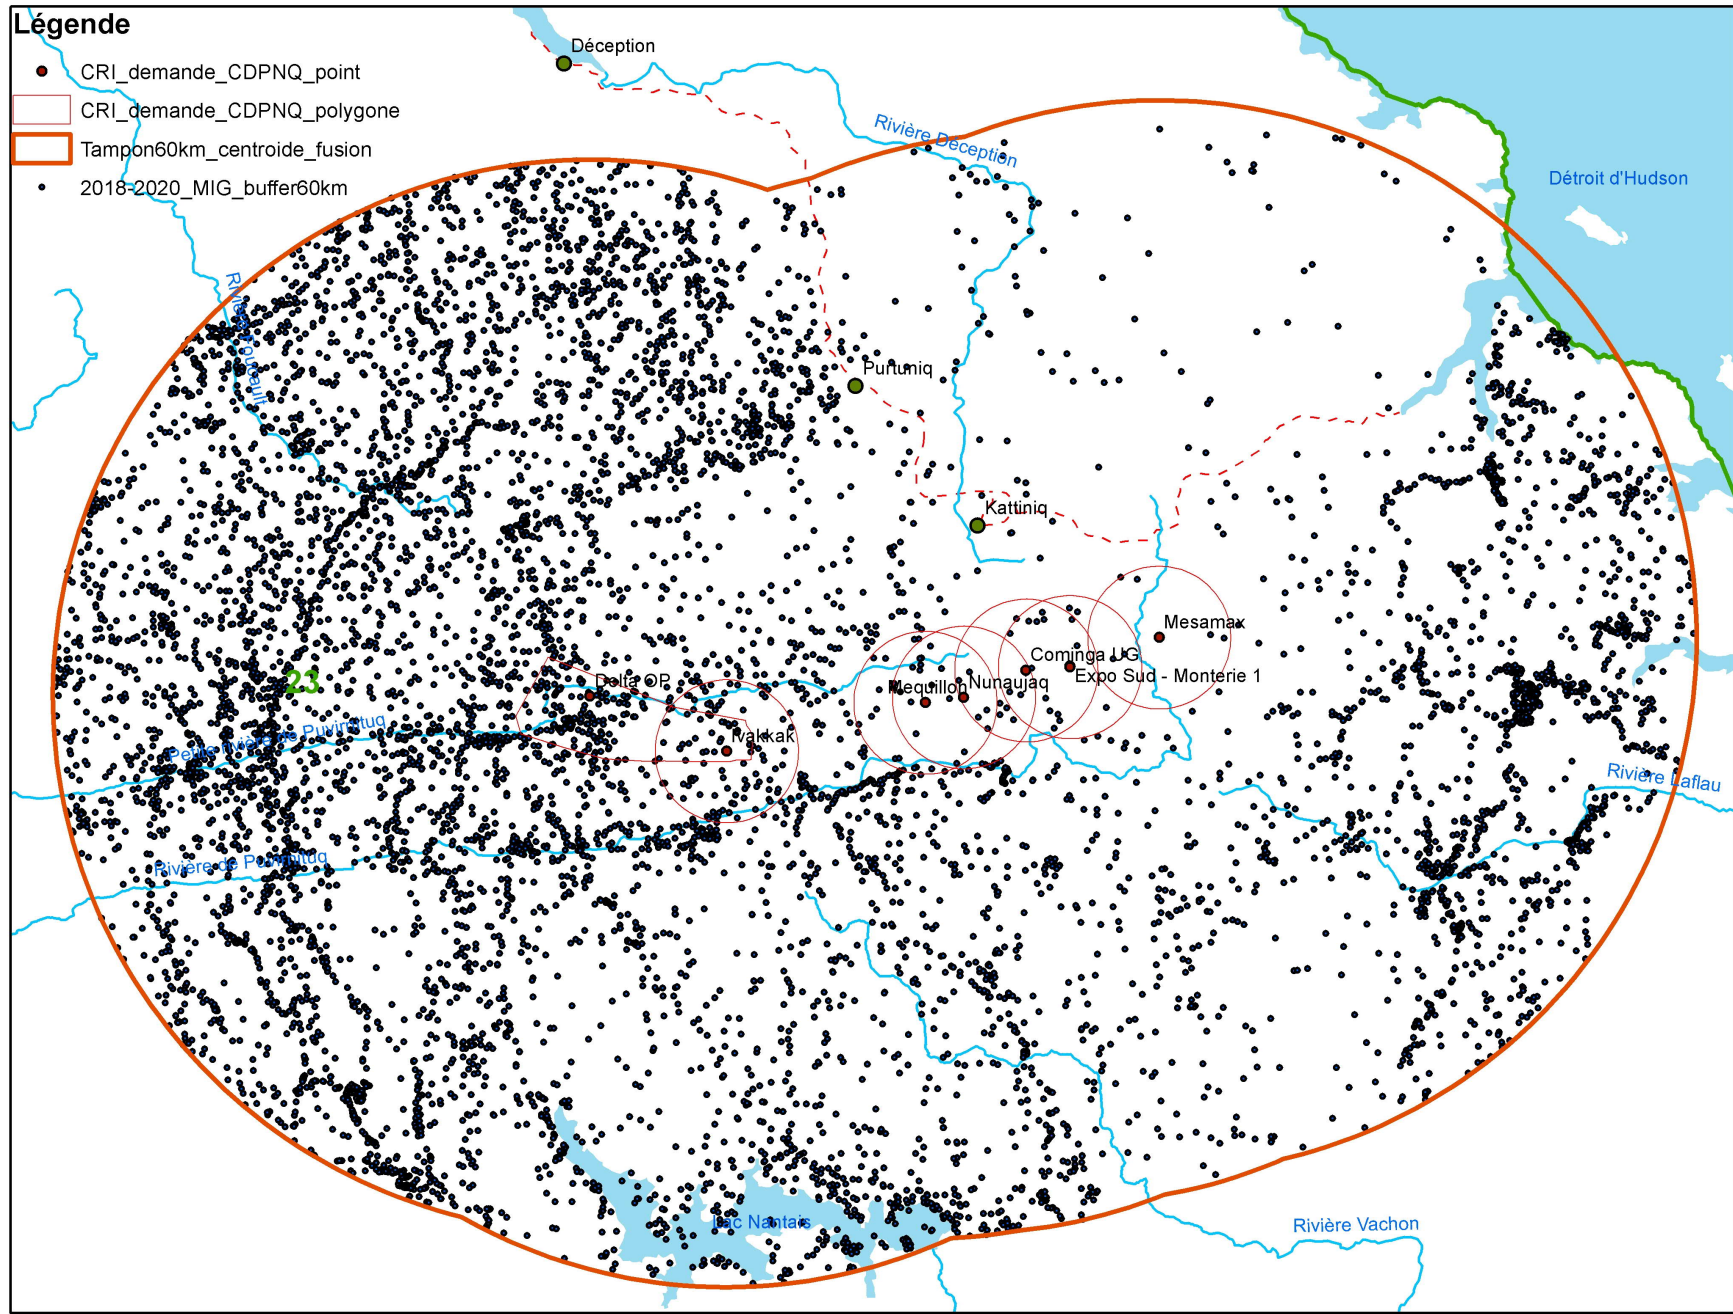 Légende
CRI_demande_CDPNQ_point
CRI_demande_CDPNQ_polygone
Tampon60km_centroide_fusion
2018-2020_MIG_buffer60km
Déception
Rivière Déception
Détroit d'Hudson
Rivière Foucault
Purtuniq
Kattiniq
Mesamax
Cominga UG
Expo Sud - Monterie 1
Nunaujaq
Mequillon
Delta OP
23
Ivakkak
Petite rivière de Puvirnituq
Rivière Laflau
Rivière de Puvirnituq
Lac Nantais
Rivière Vachon